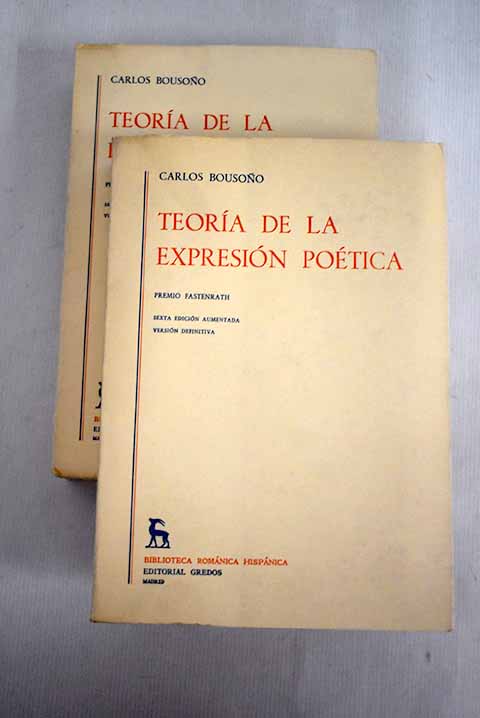 CARLOS BOUSOÑO
TEORÍA DE LA
CARLOS BOUSOÑO
TEORÍA DE LA
EXPRESIÓN POÉTICA
PREMIO FASTENRATH
SEXTA EDICIÓN AUMENTADA
VERSIÓN DEFINITIVA
BIBLIOTECA ROMÁNICA HISPÁNICA
EDITORIAL GREDOS
MADRID